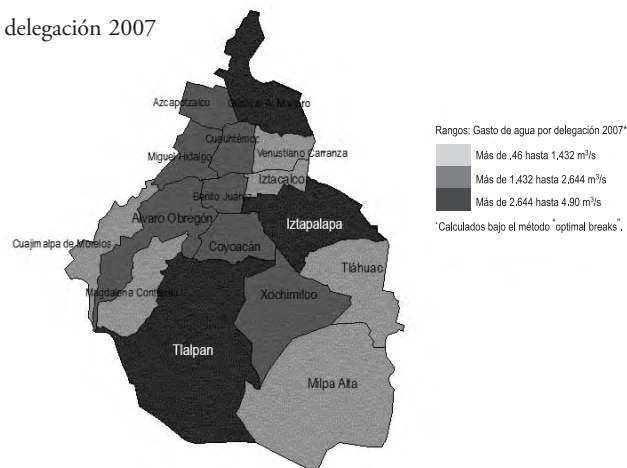 delegación 2007
Azcapotzalco
Gustavo A. Madero
Cuauhtémoc
Miguel Hidalgo
Venustiano Carranza
Iztacalco
Benito Juárez
Alvaro Obregón
Iztapalapa
Cuajimalpa de Morelos
Coyoacán
Tláhuac
Magdalena Contreras
Xochimilco
Tlalpan
Milpa Alta
Rangos: Gasto de agua por delegación 2007*
Más de ,46 hasta 1,432 m³/s
Más de 1,432 hasta 2,644 m³/s
Más de 2.644 hasta 4.90 m³/s
*Calculados bajo el método "optimal breaks".